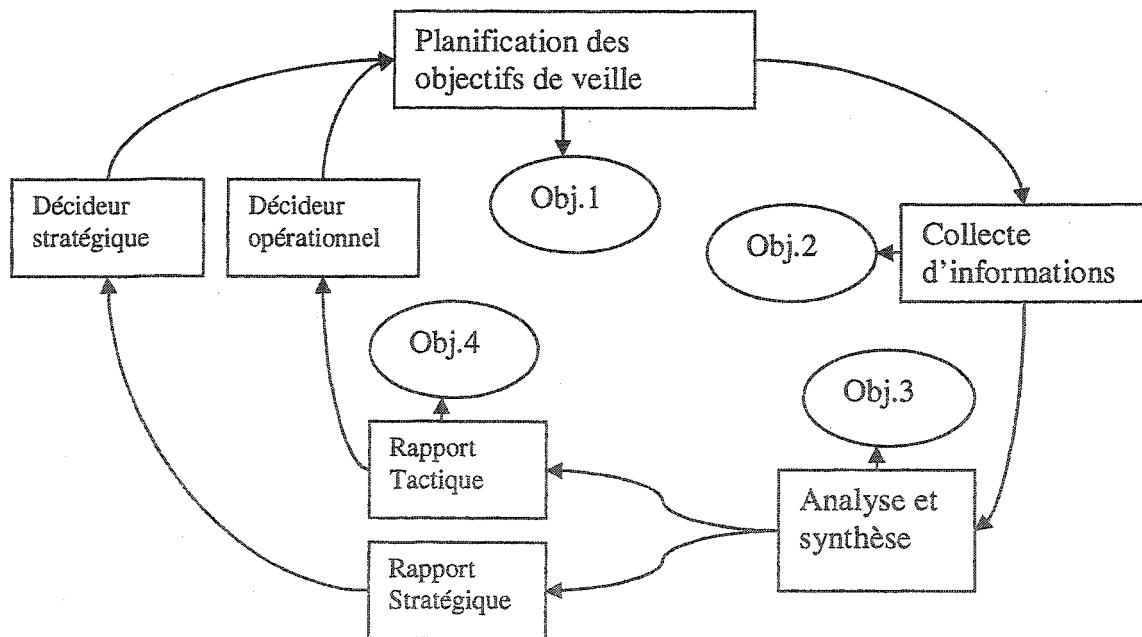 Planification des
objectifs de veille
Obj.1
Décideur
stratégique
Décideur
opérationnel
Obj.2
Collecte
d'informations
Obj.4
Obj.3
Rapport
Tactique
Analyse et
synthèse
Rapport
Stratégique